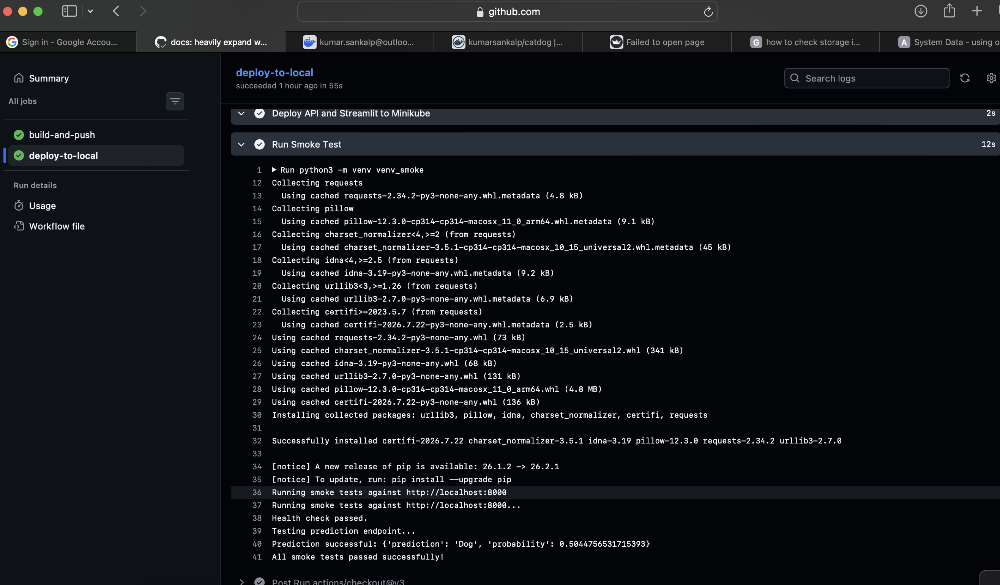 github.com
Sign in - Google Accou...
docs: heavily expand w...
kumar.sankalp@outloo...
kumarsankalp/catdog |...
Failed to open page
G
how to check storage i...
A
System Data - using o
Summary
All jobs
build-and-push
deploy-to-local
Run details
Usage
Workflow file
deploy-to-local
succeeded 1 hour ago in 55s
Search logs
Deploy API and Streamlit to Minikube
2s
Run Smoke Test
12s
1 Run python3 -m venv venv_smoke
12 Collecting requests
13 Using cached requests-2.34.2-py3-none-any.whl.metadata (4.8 kB)
14 Collecting pillow
15 Using cached pillow-12.3.0-cp314-cp314-macosx_11_0_arm64.whl.metadata (9.1 kB)
16 Collecting charset_normalizer<4,>=2 (from requests)
17 Using cached charset_normalizer-3.5.1-cp314-cp314-macosx_10_15_universal2.whl.metadata (45 kB)
18 Collecting idna<4,>=2.5 (from requests)
19 Using cached idna-3.19-py3-none-any.whl.metadata (9.2 kB)
20 Collecting urllib3<3,>=1.26 (from requests)
21 Using cached urllib3-2.7.0-py3-none-any.whl.metadata (6.9 kB)
22 Collecting certifi>=2023.5.7 (from requests)
23 Using cached certifi-2026.7.22-py3-none-any.whl.metadata (2.5 kB)
24 Using cached requests-2.34.2-py3-none-any.whl (73 kB)
25 Using cached charset_normalizer-3.5.1-cp314-cp314-macosx_10_15_universal2.whl (341 kB)
26 Using cached idna-3.19-py3-none-any.whl (68 kB)
27 Using cached urllib3-2.7.0-py3-none-any.whl (131 kB)
28 Using cached pillow-12.3.0-cp314-cp314-macosx_11_0_arm64.whl (4.8 MB)
29 Using cached certifi-2026.7.22-py3-none-any.whl (136 kB)
30 Installing collected packages: urllib3, pillow, idna, charset_normalizer, certifi, requests
31
32 Successfully installed certifi-2026.7.22 charset_normalizer-3.5.1 idna-3.19 pillow-12.3.0 requests-2.34.2 urllib3-2.7.0
33
34 [notice] A new release of pip is available: 26.1.2 -> 26.2.1
35 [notice] To update, run: pip install --upgrade pip
36 Running smoke tests against http://localhost:8000
37 Running smoke tests against http://localhost:8000...
38 Health check passed.
39 Testing prediction endpoint...
40 Prediction successful: {'prediction': 'Dog', 'probability': 0.5044756531715393}
41 All smoke tests passed successfully!
Post Run actions/checkout@v3